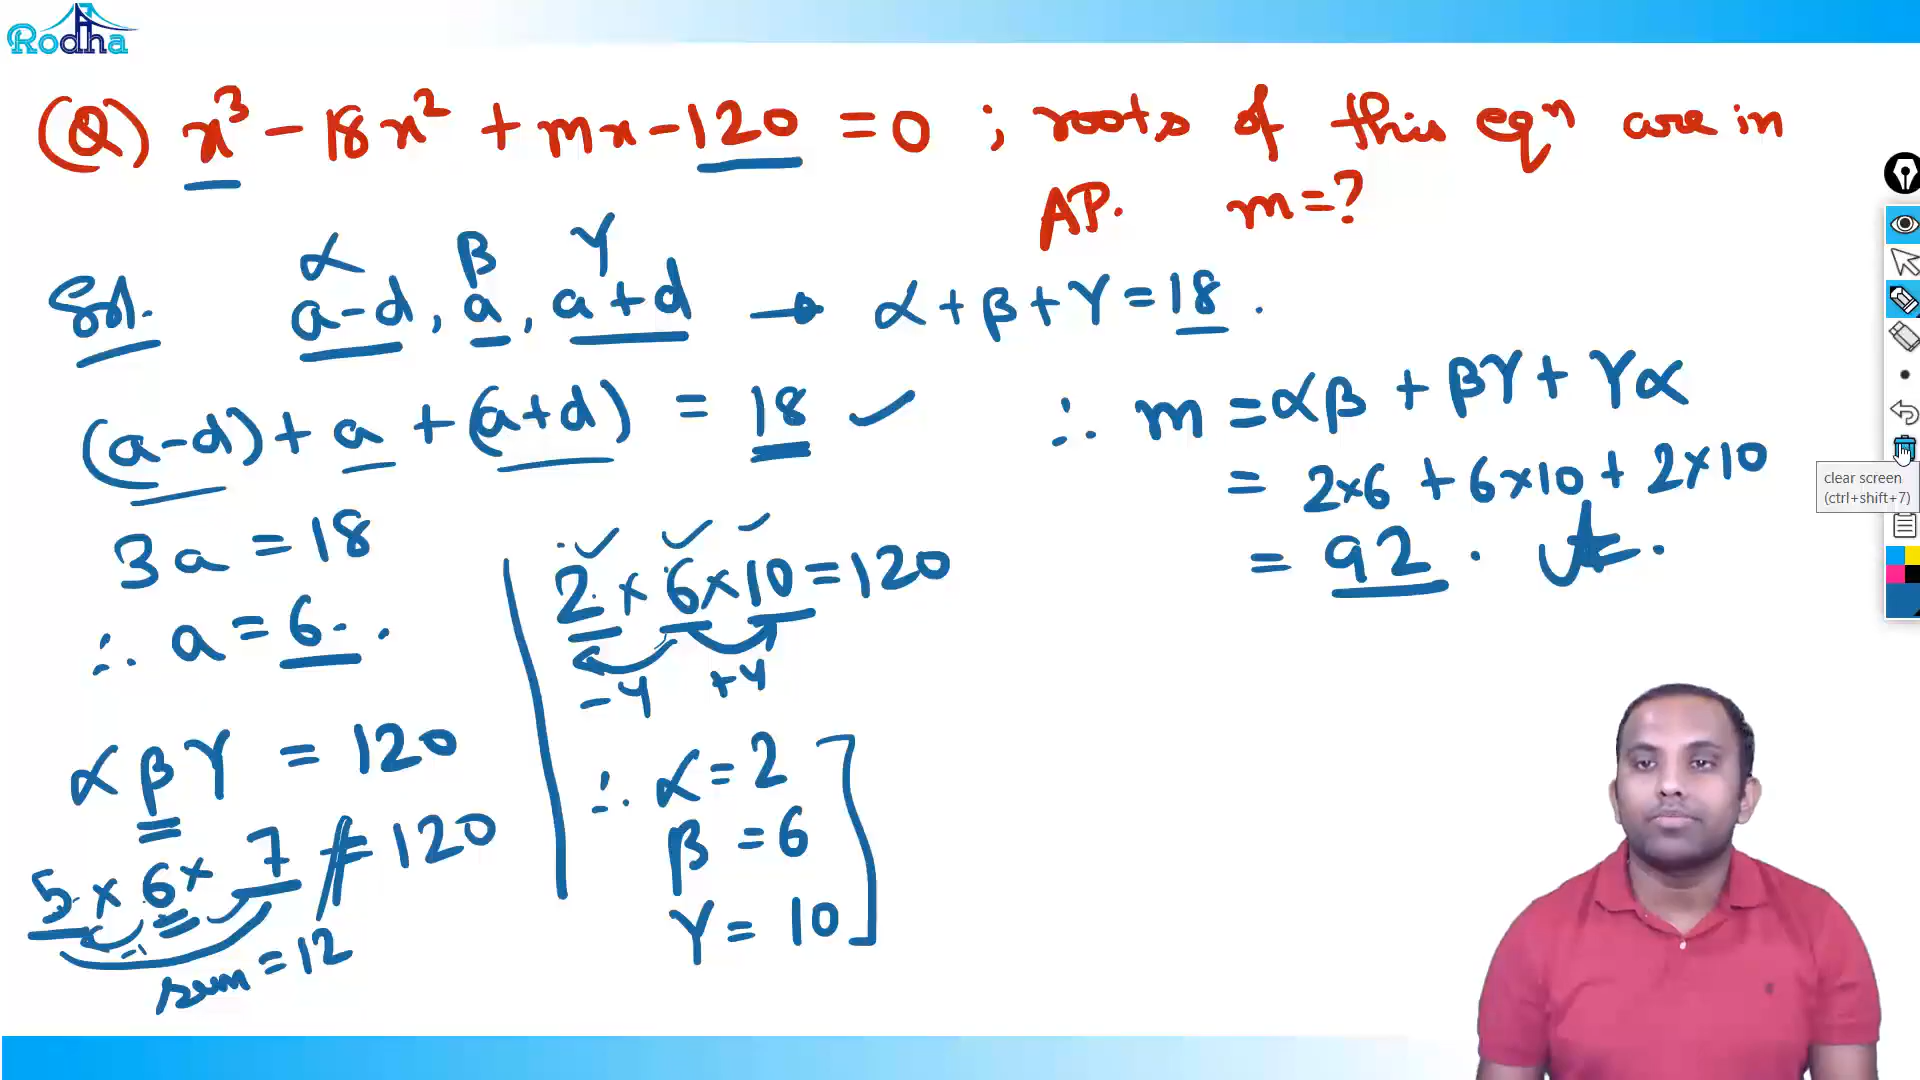 Rodha
(Q) x³ - 18x² + mx - 120 = 0 ; roots of this eqⁿ are in
AP. m = ?
Sol.
α β γ
a-d, a, a+d → α + β + γ = 18.
(a-d) + a + (a+d) = 18 ✓
3a = 18
∴ a = 6.
αβγ = 120
5 × 6 × 7 ≠ 120
-1
sum = 12
2 × 6 × 10 = 120
-4 +4
∴ α = 2
β = 6
γ = 10
∴ m = αβ + βγ + γα
= 2×6 + 6×10 + 2×10
= 92.
clear screen
(ctrl+shift+7)